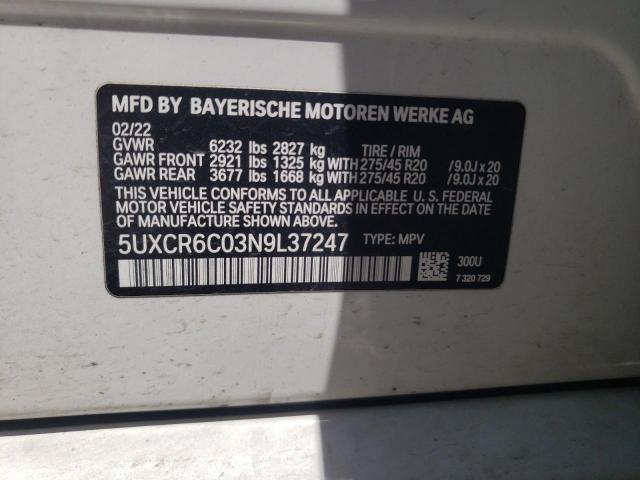 MFD BY BAYERISCHE MOTOREN WERKE AG
02/22
GVWR 6232 lbs 2827 kg TIRE / RIM
GAWR FRONT 2921 lbs 1325 kg WITH 275/45 R20 /9.0J x 20
GAWR REAR 3677 lbs 1668 kg WITH 275/45 R20 /9.0J x 20
THIS VEHICLE CONFORMS TO ALL APPLICABLE U. S. FEDERAL
MOTOR VEHICLE SAFETY STANDARDS IN EFFECT ON THE DATE
OF MANUFACTURE SHOWN ABOVE.
5UXCR6C03N9L37247 TYPE: MPV
300U
7 320 729